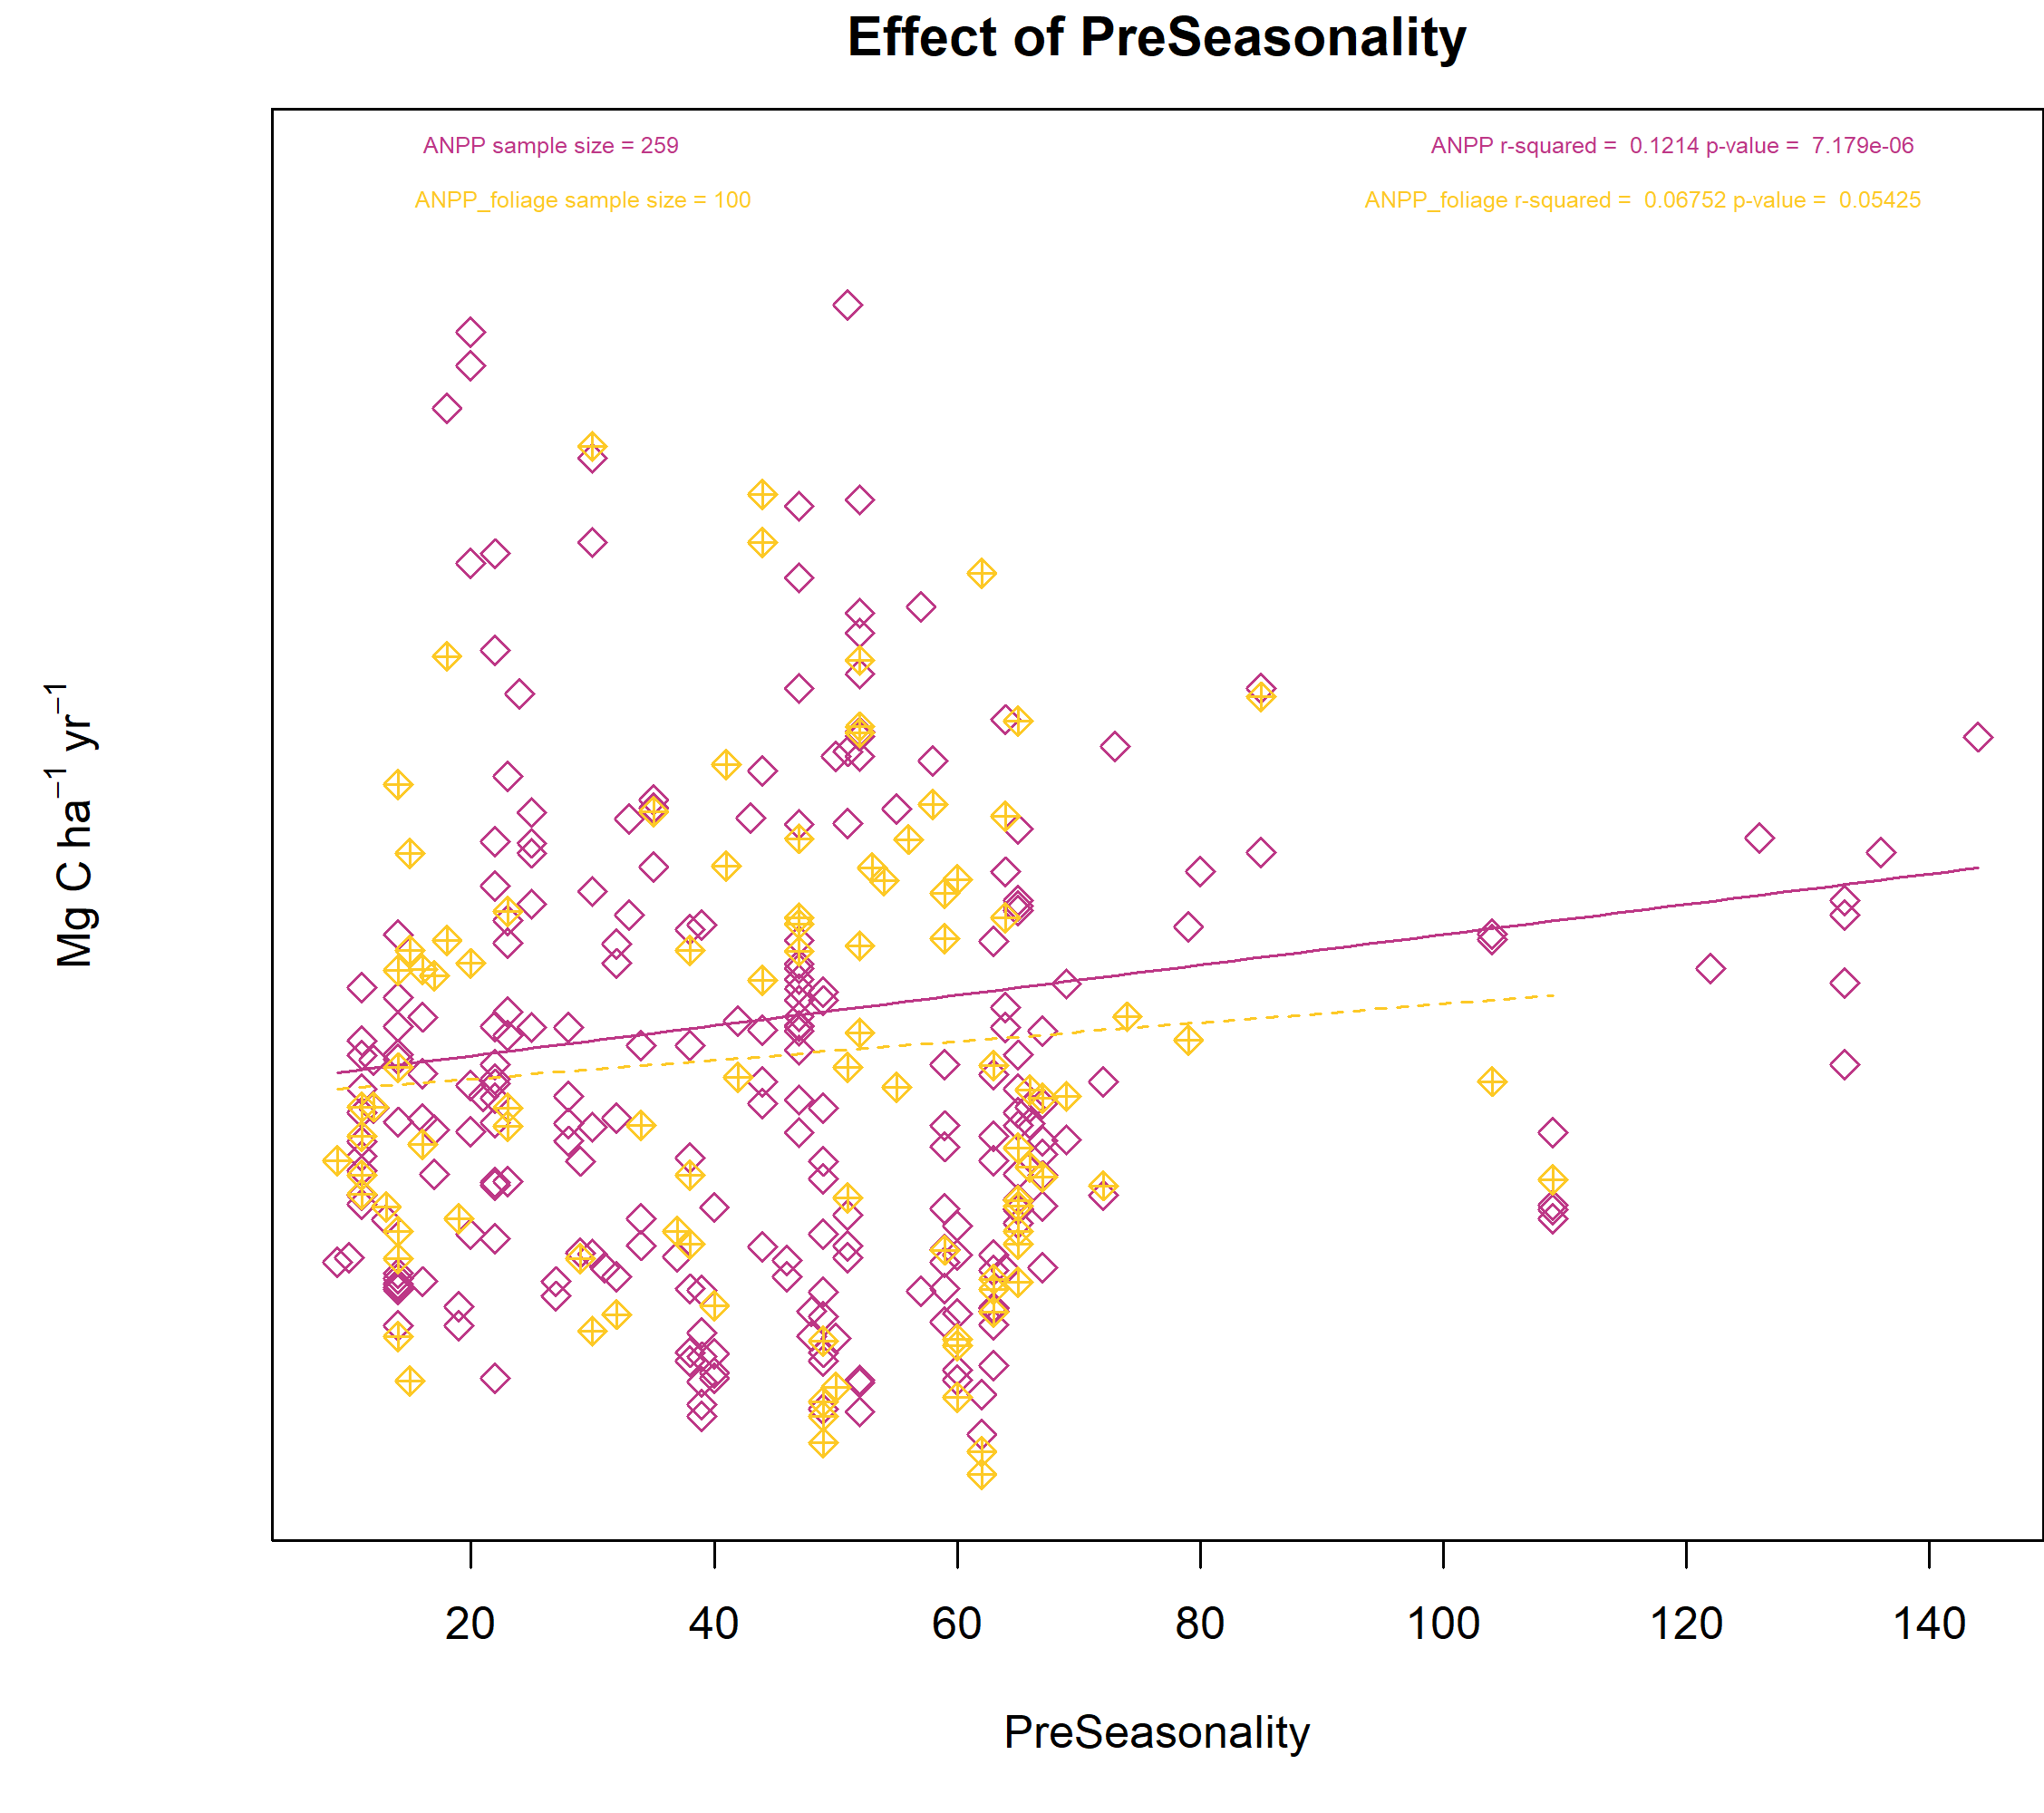 Effect of PreSeasonality
ANPP sample size = 259
ANPP r-squared = 0.1214 p-value = 7.179e-06
ANPP_foliage sample size = 100
ANPP_foliage r-squared = 0.06752 p-value = 0.05425
Mg C ha⁻¹ yr⁻¹
20 40 60 80 100 120 140
PreSeasonality